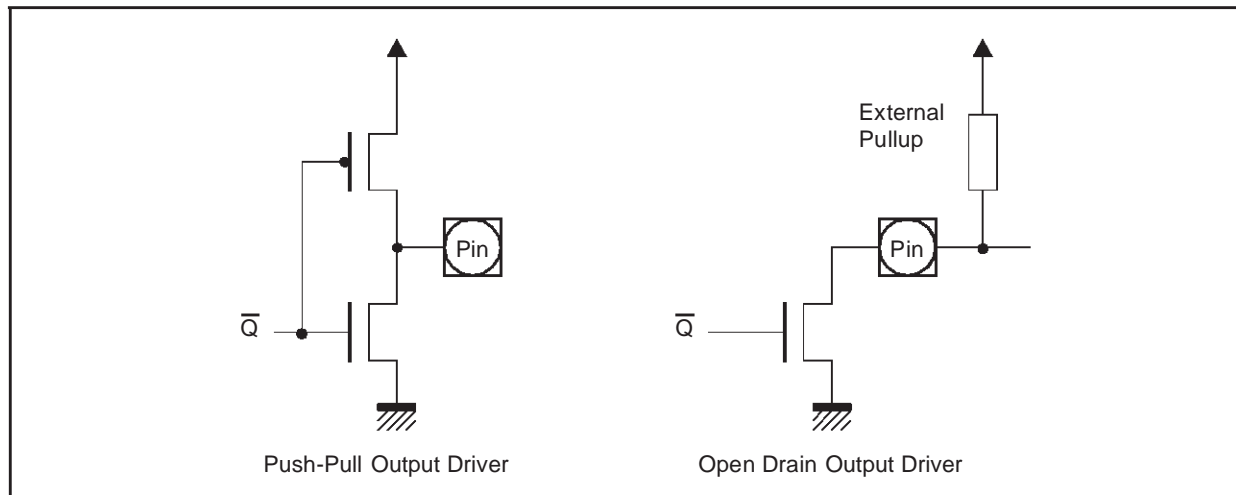 External
Pullup
Pin
Pin
Q̅
Q̅
Push-Pull Output Driver
Open Drain Output Driver